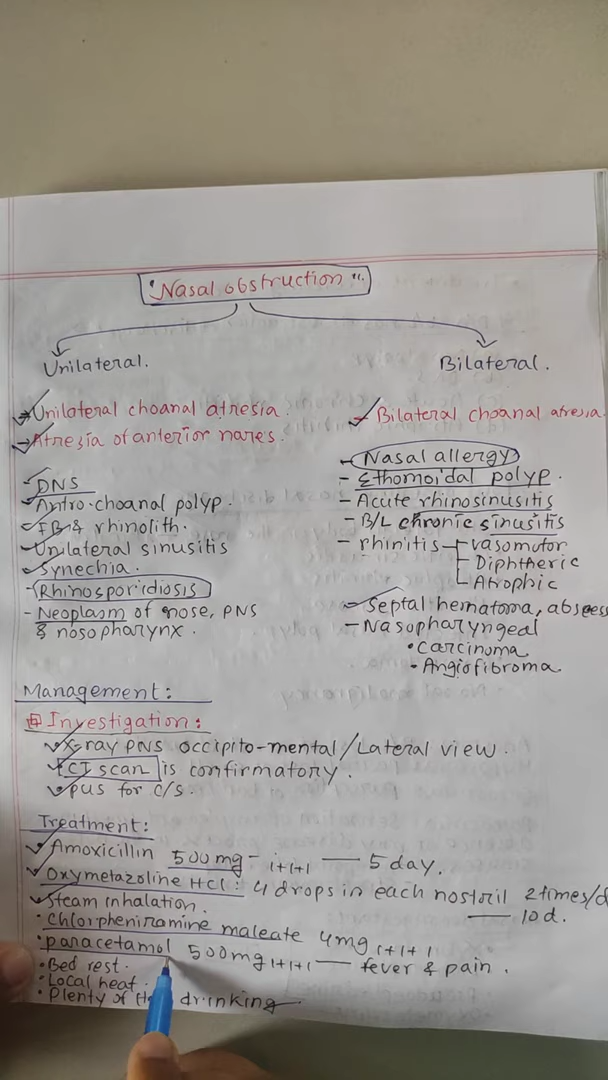 "Nasal obstruction".
Unilateral.
Bilateral.
Unilateral choanal atresia.
- Atresia of anterior nares.
- DNS
- Antro-choanal polyp.
- FB & rhinolith.
- Unilateral sinusitis
- Synechia.
- Rhinosporidiosis
- Neoplasm of nose, PNS
& nosopharynx.
- Bilateral choanal atresia.
- Nasal allergy
- Ethomoidal polyp.
- Acute rhinosinusitis
- B/L chronic sinusitis
- rhinitis - vasomotor
- Diphtheric
- Atrophic
- Septal hematoma, absces
- Nasopharyngeal
• Carcinoma
• Angiofibroma
Management:
Investigation:
• X-ray PNS occipito-mental/Lateral view.
• CT scan is confirmatory.
• pus for c/s.
Treatment:
• Amoxicillin 500mg - 1+1+1 — 5 day.
• Oxymetazoline HCl: 4 drops in each nostril 2 times/d
— 10d.
• Steam inhalation.
• Chlorpheniramine maleate 4mg 1+1+1
• paracetamol 500mg 1+1+1 — fever & pain.
• Bed rest.
• Local heat.
• Plenty of drinking